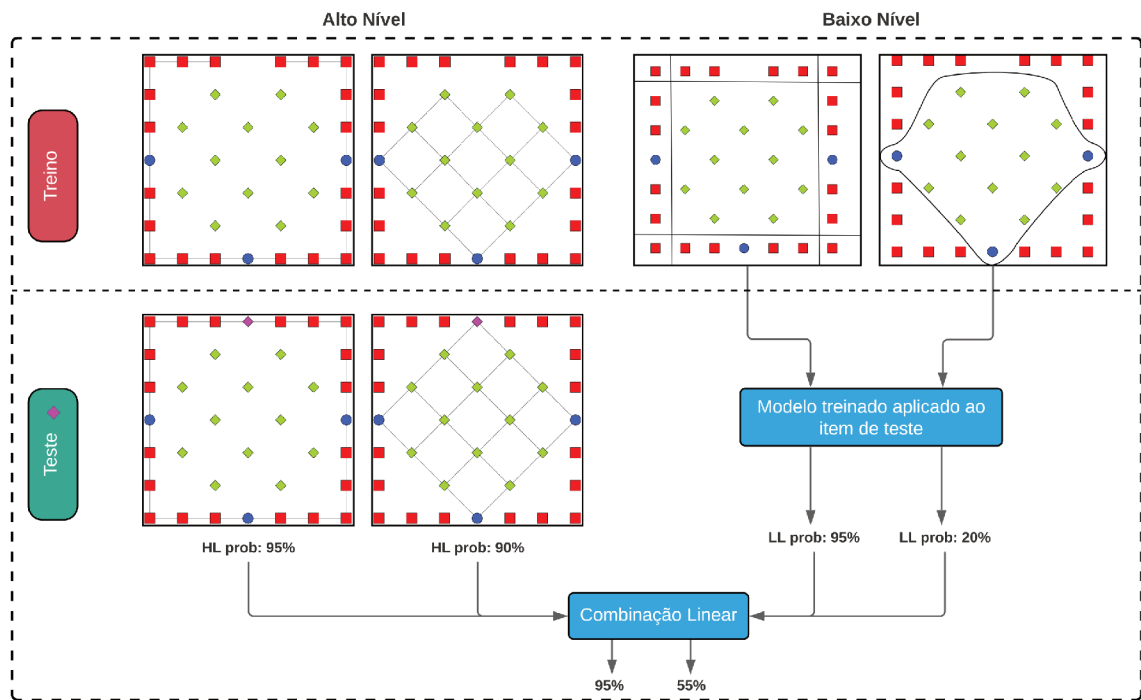 Alto Nível
Baixo Nível
Treino
Teste
Modelo treinado aplicado ao
item de teste
HL prob: 95%
HL prob: 90%
LL prob: 95%
LL prob: 20%
Combinação Linear
95%
55%